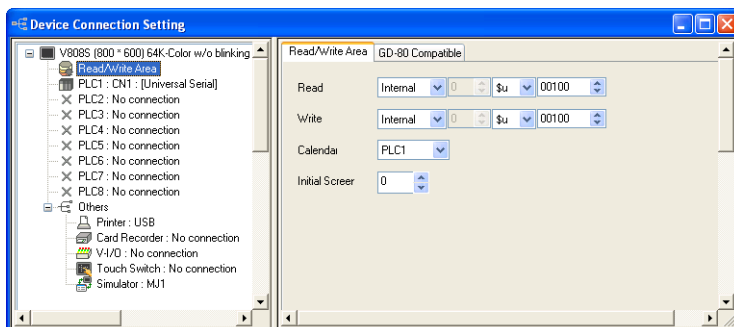 Device Connection Setting
V808S (800 * 600) 64K-Color w/o blinking
Read/Write Area
PLC1 : CN1 : [Universal Serial]
PLC2 : No connection
PLC3 : No connection
PLC4 : No connection
PLC5 : No connection
PLC6 : No connection
PLC7 : No connection
PLC8 : No connection
Others
Printer : USB
Card Recorder : No connection
V-I/O : No connection
Touch Switch : No connection
Simulator : MJ1
Read/Write Area GD-80 Compatible
Read Internal 0 $u 00100
Write Internal 0 $u 00100
Calendar PLC1
Initial Screer 0